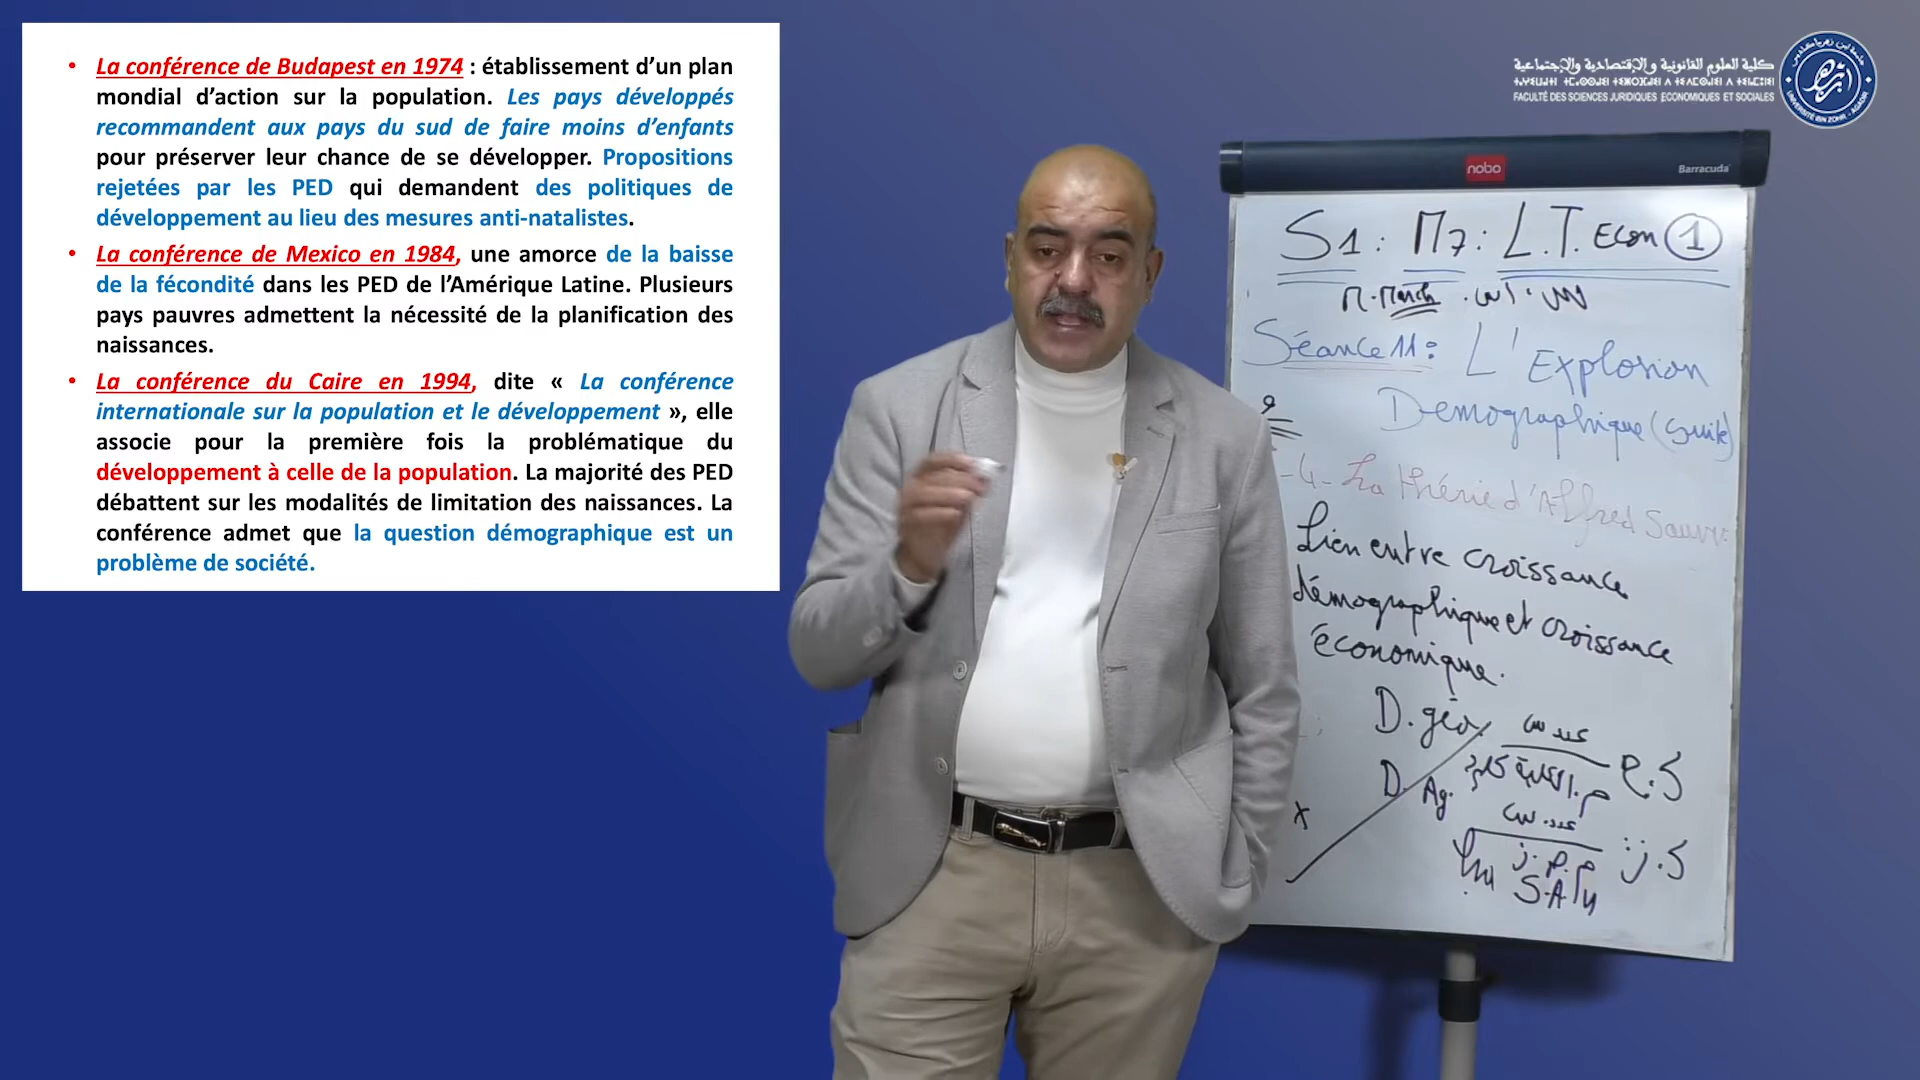 • La conférence de Budapest en 1974 : établissement d’un plan
mondial d’action sur la population. Les pays développés
recommandent aux pays du sud de faire moins d’enfants
pour préserver leur chance de se développer. Propositions
rejetées par les PED qui demandent des politiques de
développement au lieu des mesures anti-natalistes.
• La conférence de Mexico en 1984, une amorce de la baisse
de la fécondité dans les PED de l’Amérique Latine. Plusieurs
pays pauvres admettent la nécessité de la planification des
naissances.
• La conférence du Caire en 1994, dite « La conférence
internationale sur la population et le développement », elle
associe pour la première fois la problématique du
développement à celle de la population. La majorité des PED
débattent sur les modalités de limitation des naissances. La
conférence admet que la question démographique est un
problème de société.
كلية العلوم القانونية والإقتصادية والإجتماعية
FACULTÉ DES SCIENCES JURIDIQUES ECONOMIQUES ET SOCIALES
nobo
Barracuda
S1 : M7 : L.T. Econ 1
Séance 11 : L'Explosion
Démographique (suite)
-4- La théorie d'Alfred Sauvy
Lien entre croissance
démographique et croissance
économique.
D. géo
D. Ag.
S.A.U